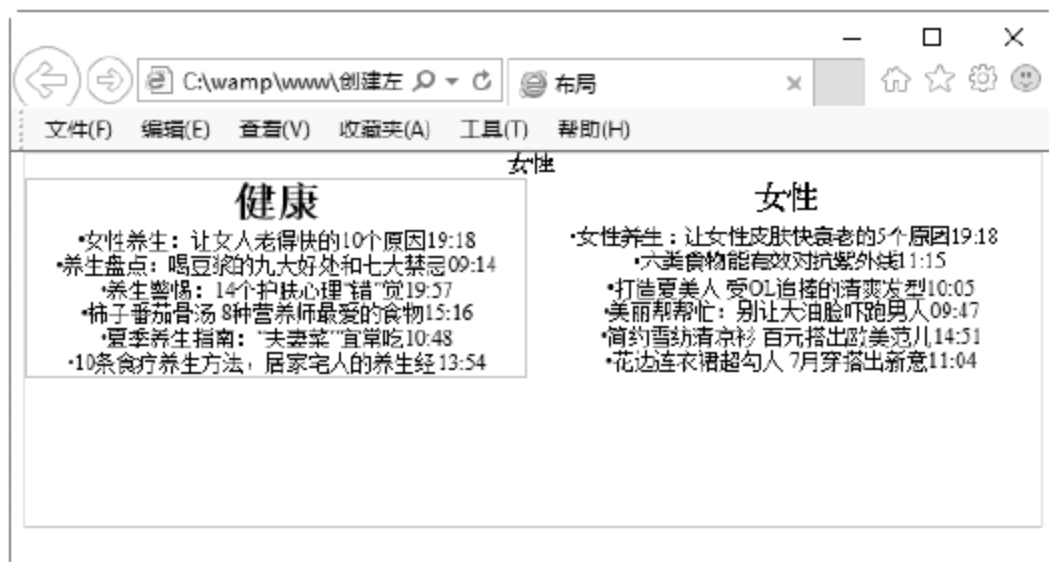 C:\wamp\www\创建左
布局
文件(F) 编辑(E) 查看(V) 收藏夹(A) 工具(T) 帮助(H)
女性
健康
•女性养生：让女人老得快的10个原因19:18
•养生盘点：喝豆浆的九大好处和七大禁忌09:14
•养生警惕：14个护肤心理“错”觉19:57
•柿子番茄骨汤 8种营养师最爱的食物15:16
•夏季养生指南：“夫妻菜”宜常吃10:48
•10条食疗养生方法：居家宅人的养生经 13:54
女性
•女性养生：让女性皮肤快衰老的5个原因19:18
•六类食物能有效对抗紫外线11:15
•打造夏美人 受OL追捧的清爽发型10:05
•美丽帮帮忙：别让大油脸吓跑男人09:47
•简约雪纺清凉衫 百元搭出欧美范儿14:51
•花边连衣裙超勾人 7月穿搭出新意11:04